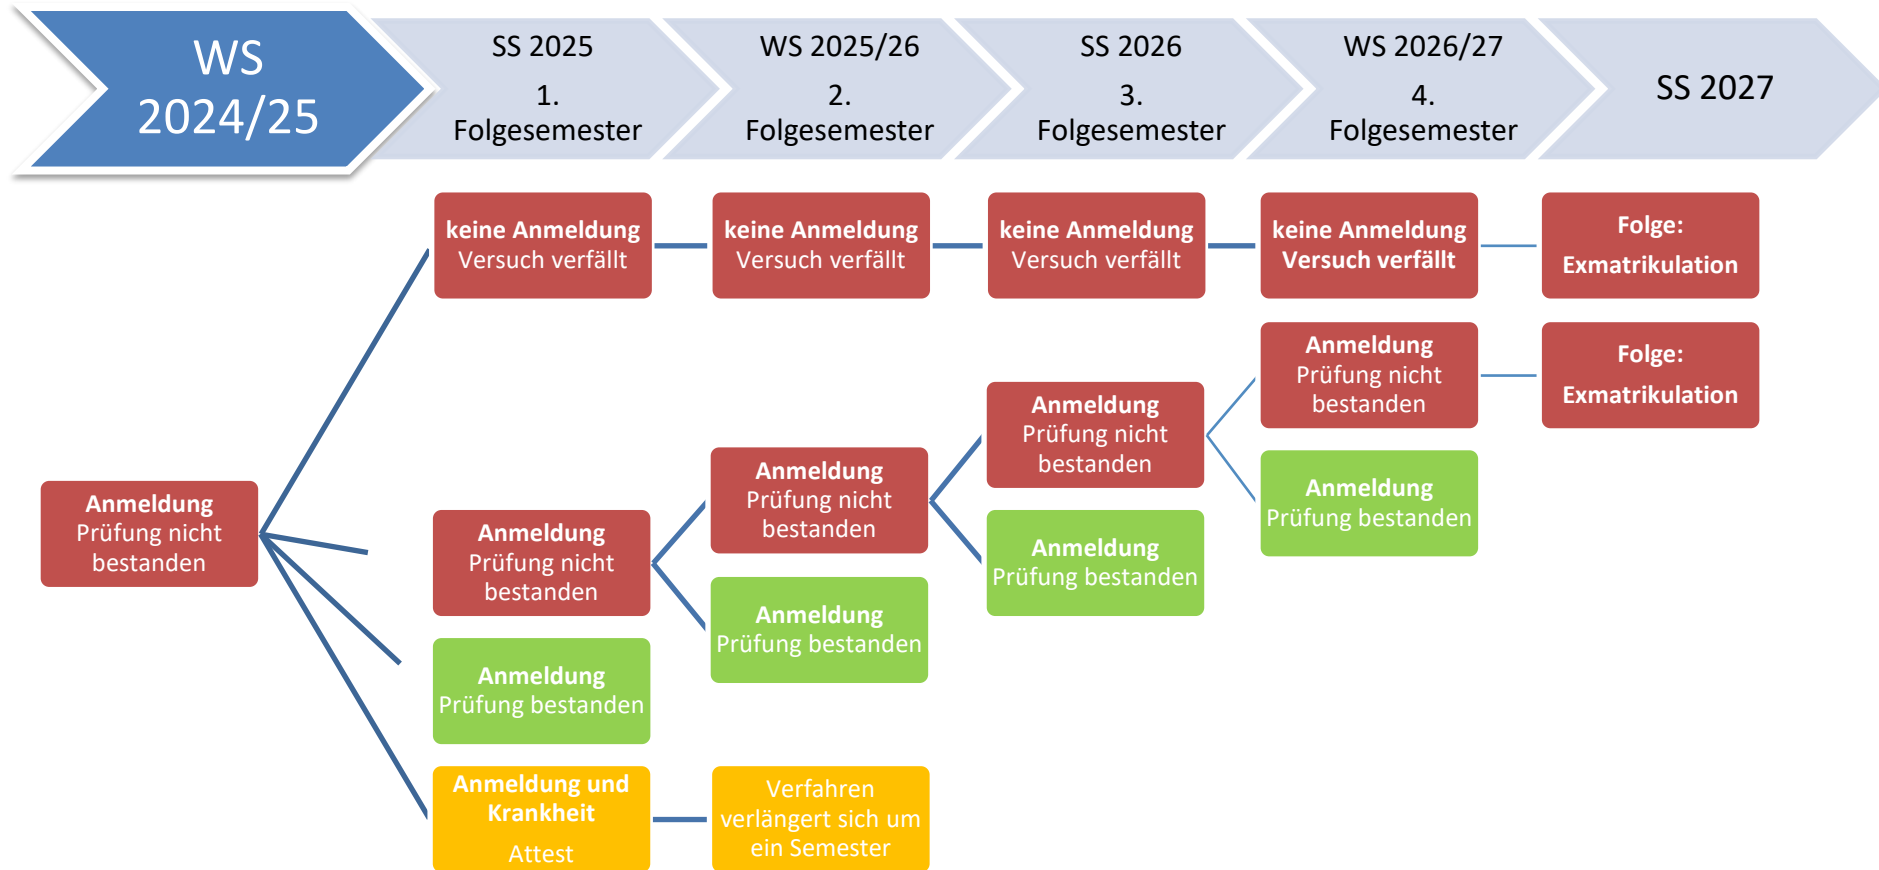 WS
2024/25
SS 2025
1.
Folgesemester
WS 2025/26
2.
Folgesemester
SS 2026
3.
Folgesemester
WS 2026/27
4.
Folgesemester
SS 2027
keine Anmeldung
Versuch verfällt
keine Anmeldung
Versuch verfällt
keine Anmeldung
Versuch verfällt
keine Anmeldung
Versuch verfällt
Folge:
Exmatrikulation
Anmeldung
Prüfung nicht
bestanden
Folge:
Exmatrikulation
Anmeldung
Prüfung nicht
bestanden
Anmeldung
Prüfung nicht
bestanden
Anmeldung
Prüfung bestanden
Anmeldung
Prüfung nicht
bestanden
Anmeldung
Prüfung nicht
bestanden
Anmeldung
Prüfung bestanden
Anmeldung
Prüfung bestanden
Anmeldung
Prüfung bestanden
Anmeldung und
Krankheit
Attest
Verfahren
verlängert sich um
ein Semester